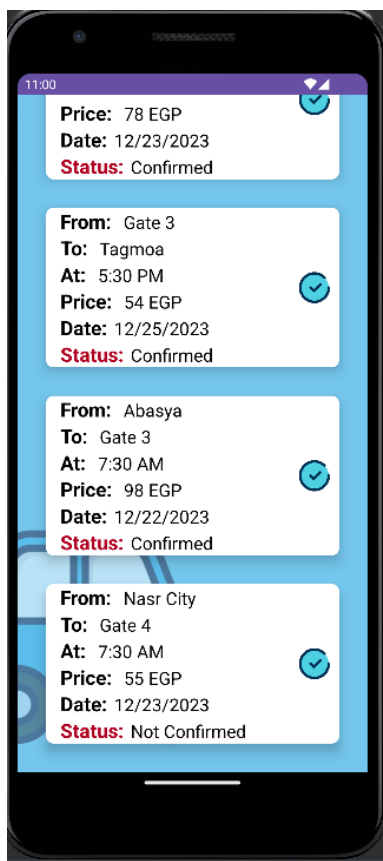 11:00
Price: 78 EGP
Date: 12/23/2023
Status: Confirmed
From: Gate 3
To: Tagmoa
At: 5:30 PM
Price: 54 EGP
Date: 12/25/2023
Status: Confirmed
From: Abasya
To: Gate 3
At: 7:30 AM
Price: 98 EGP
Date: 12/22/2023
Status: Confirmed
From: Nasr City
To: Gate 4
At: 7:30 AM
Price: 55 EGP
Date: 12/23/2023
Status: Not Confirmed